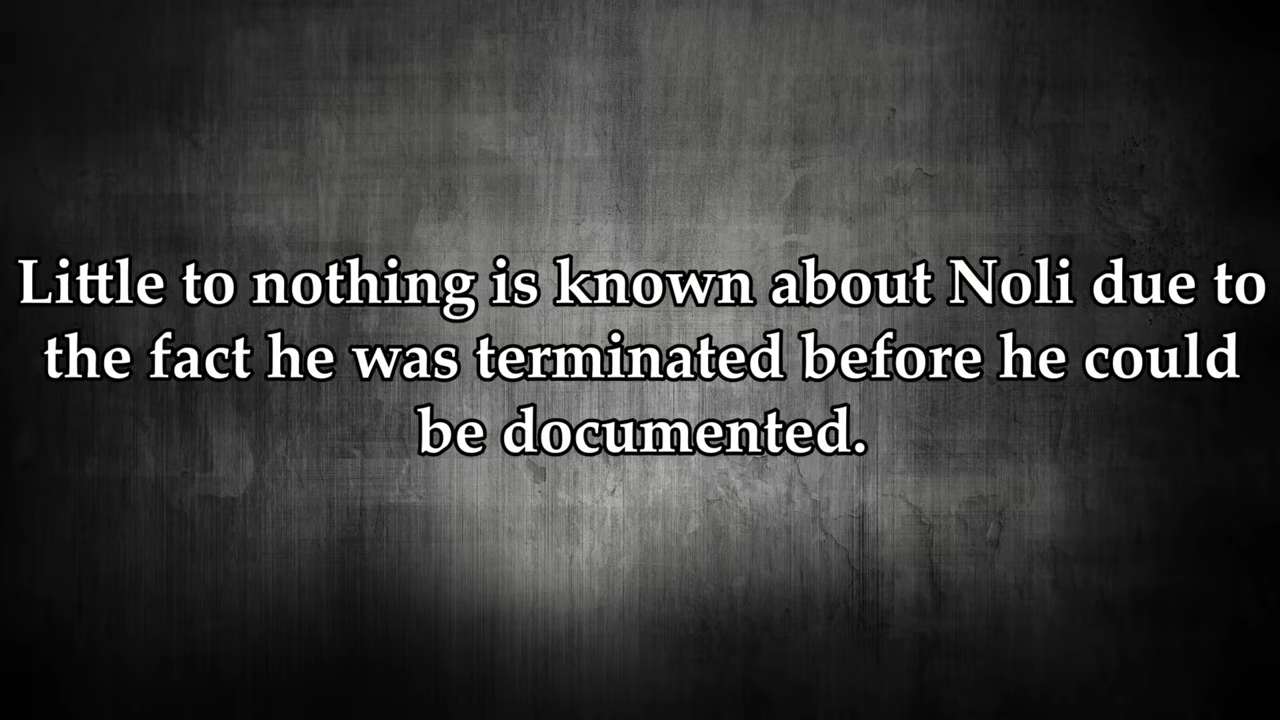 Little to nothing is known about Noli due to
the fact he was terminated before he could
be documented.